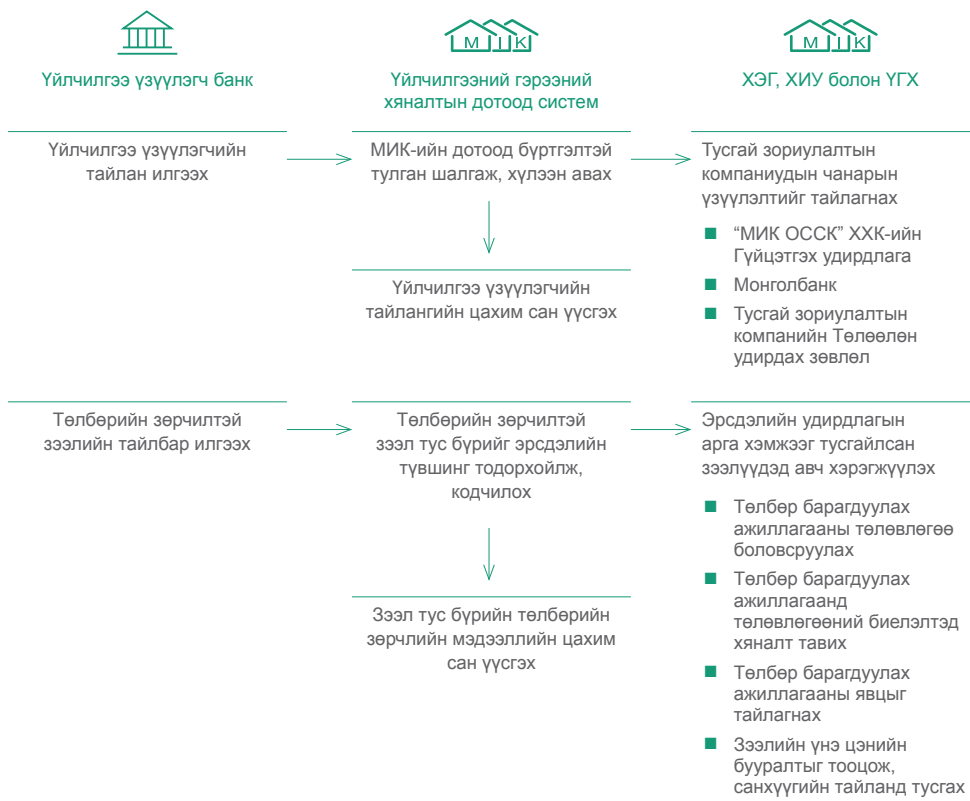 МIК
МIК
Үйлчилгээ үзүүлэгч банк
Үйлчилгээний гэрээний
хяналтын дотоод систем
ХЭГ, ХИУ болон ҮГХ
Үйлчилгээ үзүүлэгчийн
тайлан илгээх
МИК-ийн дотоод бүртгэлтэй
тулган шалгаж, хүлээн авах
Үйлчилгээ үзүүлэгчийн
тайлангийн цахим сан үүсгэх
Тусгай зориулалтын
компаниудын чанарын
үзүүлэлтийг тайлагнах
“МИК ОССК” ХХК-ийн
Гүйцэтгэх удирдлага
Монголбанк
Тусгай зориулалтын
компанийн Төлөөлөн
удирдах зөвлөл
Төлбөрийн зөрчилтэй
зээлийн тайлбар илгээх
Төлбөрийн зөрчилтэй
зээл тус бүрийг эрсдэлийн
түвшинг тодорхойлж,
кодчилох
Зээл тус бүрийн төлбөрийн
зөрчлийн мэдээллийн цахим
сан үүсгэх
Эрсдэлийн удирдлагын
арга хэмжээг тусгайлсан
зээлүүдэд авч хэрэгжүүлэх
Төлбөр барагдуулах
ажиллагааны төлөвлөгөө
боловсруулах
Төлбөр барагдуулах
ажиллагаанд
төлөвлөгөөний биелэлтэд
хяналт тавих
Төлбөр барагдуулах
ажиллагааны явцыг
тайлагнах
Зээлийн үнэ цэнийн
бууралтыг тооцож,
санхүүгийн тайланд тусгах